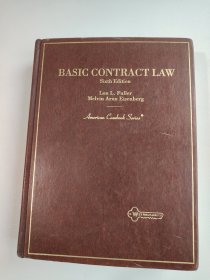 BASIC CONTRACT LAW
Sixth Edition
Lon L. Fuller
Melvin Aron Eisenberg
American Casebook Series®